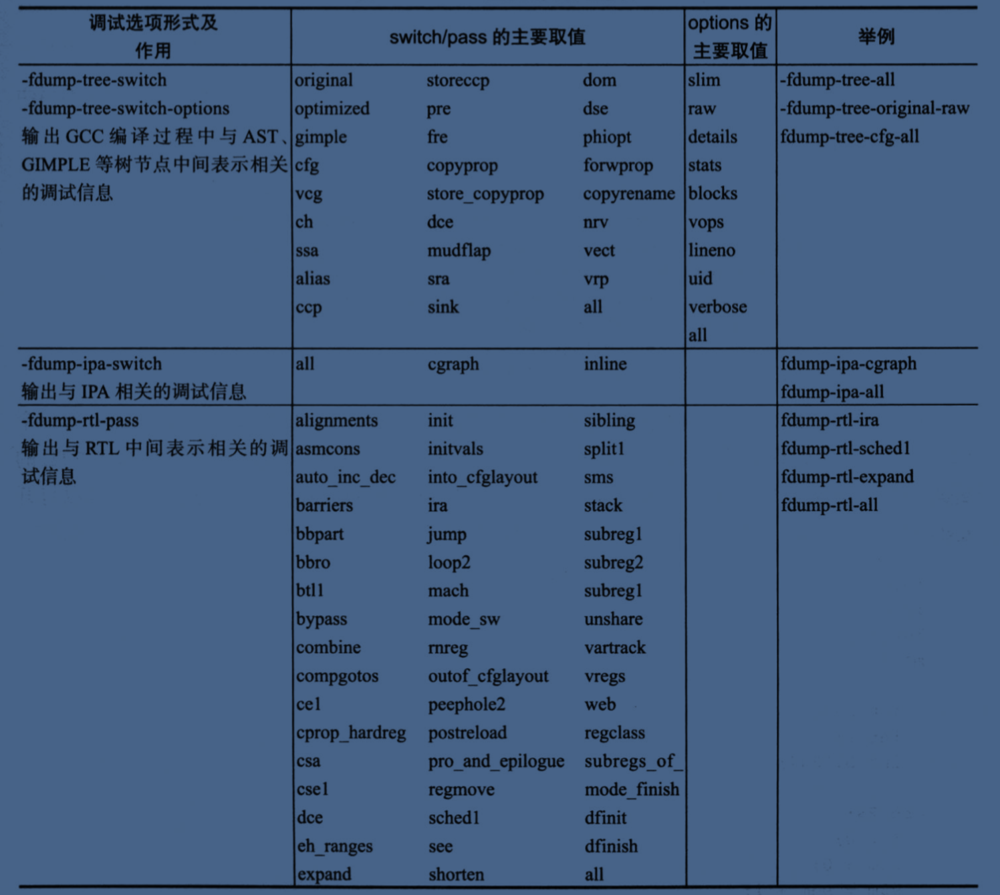 调试选项形式及 switch/pass 的主要取值 options 的 举例
作用 主要取值
-fdump-tree-switch original storeccp dom slim -fdump-tree-all
-fdump-tree-switch-options optimized pre dse raw -fdump-tree-original-raw
输出 GCC 编译过程中与 AST、 gimple fre phiopt details fdump-tree-cfg-all
GIMPLE 等树节点中间表示相关 cfg copyprop forwprop stats
的调试信息 vcg store_copyprop copyrename blocks
ch dce nrv vops
ssa mudflap vect lineno
alias sra vrp uid
ccp sink all verbose
all
-fdump-ipa-switch all cgraph inline fdump-ipa-cgraph
输出与 IPA 相关的调试信息 fdump-ipa-all
-fdump-rtl-pass alignments init sibling fdump-rtl-ira
输出与 RTL 中间表示相关的调 asmcons initvals split1 fdump-rtl-sched1
试信息 auto_inc_dec into_cfglayout sms fdump-rtl-expand
barriers ira stack fdump-rtl-all
bbpart jump subreg1
bbro loop2 subreg2
btl1 mach subreg1
bypass mode_sw unshare
combine rnreg vartrack
compgotos outof_cfglayout vregs
ce1 peephole2 web
cprop_hardreg postreload regclass
csa pro_and_epilogue subregs_of_
cse1 regmove mode_finish
dce sched1 dfinit
eh_ranges see dfinish
expand shorten all